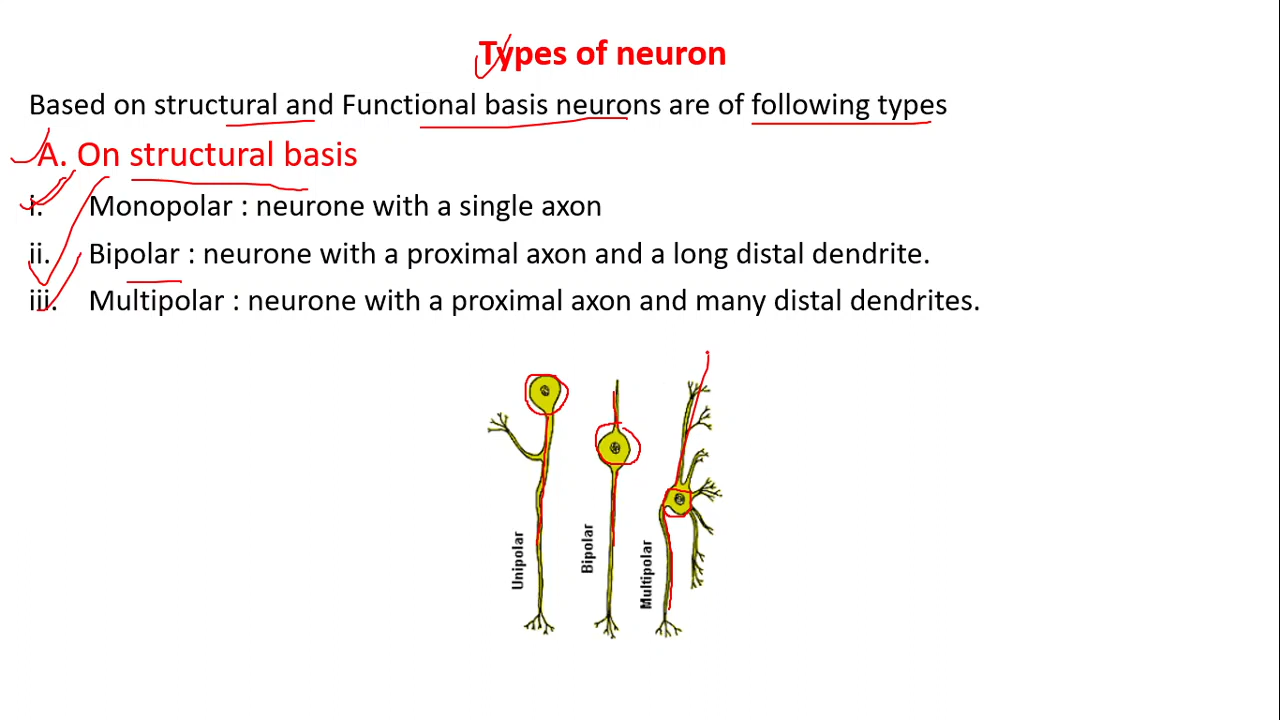 Types of neuron
Based on structural and Functional basis neurons are of following types
A. On structural basis
i. Monopolar : neurone with a single axon
ii. Bipolar : neurone with a proximal axon and a long distal dendrite.
iii. Multipolar : neurone with a proximal axon and many distal dendrites.
Unipolar
Bipolar
Multipolar